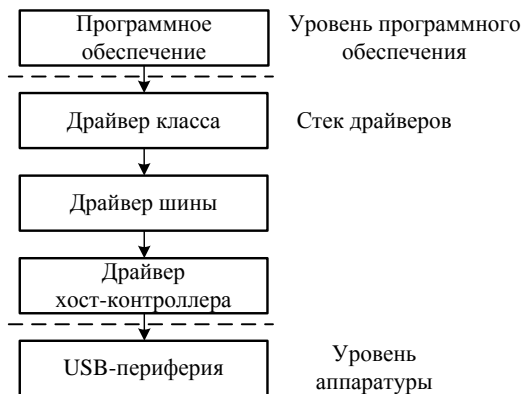 Программное
обеспечение
Уровень программного
обеспечения
Драйвер класса
Стек драйверов
Драйвер шины
Драйвер
хост-контроллера
USB-периферия
Уровень
аппаратуры